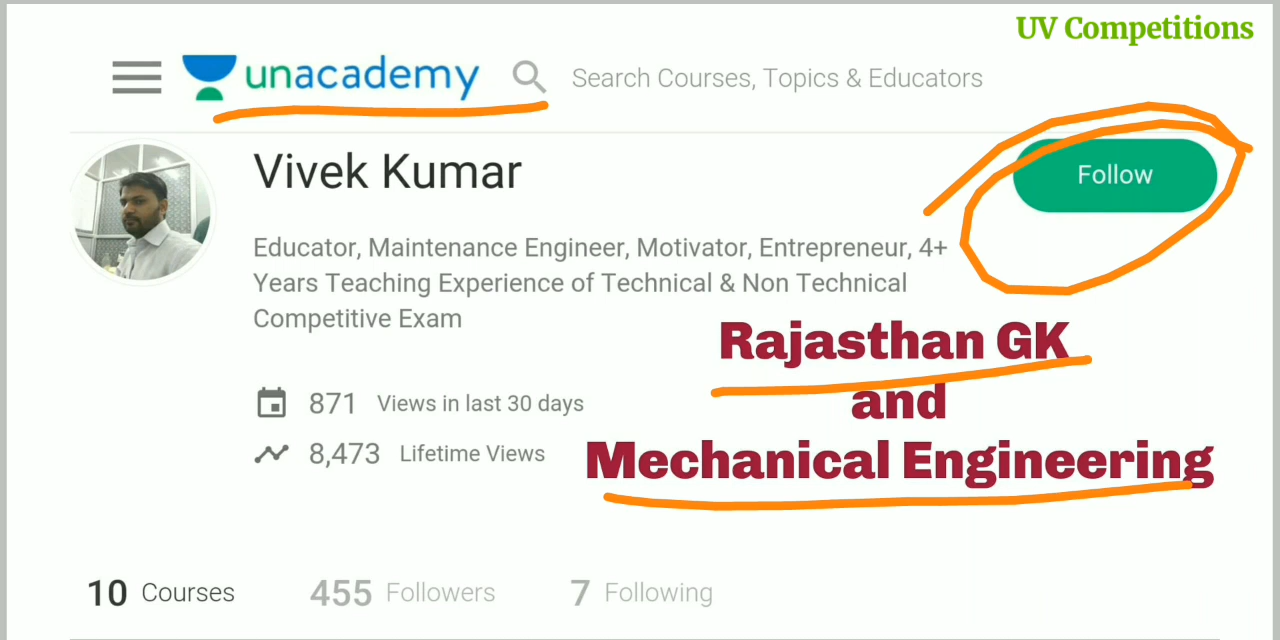 UV Competitions
unacademy
Search Courses, Topics & Educators
Vivek Kumar
Follow
Educator, Maintenance Engineer, Motivator, Entrepreneur, 4+
Years Teaching Experience of Technical & Non Technical
Competitive Exam
Rajasthan GK
and
Mechanical Engineering
871 Views in last 30 days
8,473 Lifetime Views
10 Courses
455 Followers
7 Following